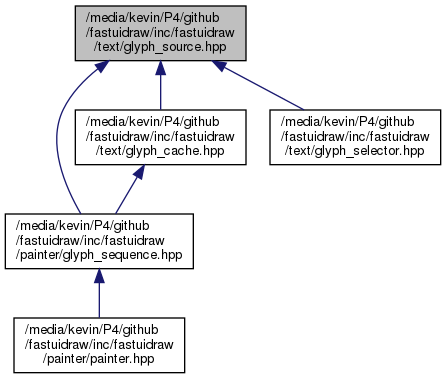 /media/kevin/P4/github
/fastuidraw/inc/fastuidraw
/text/glyph_source.hpp
/media/kevin/P4/github
/fastuidraw/inc/fastuidraw
/text/glyph_cache.hpp
/media/kevin/P4/github
/fastuidraw/inc/fastuidraw
/text/glyph_selector.hpp
/media/kevin/P4/github
/fastuidraw/inc/fastuidraw
/painter/glyph_sequence.hpp
/media/kevin/P4/github
/fastuidraw/inc/fastuidraw
/painter/painter.hpp